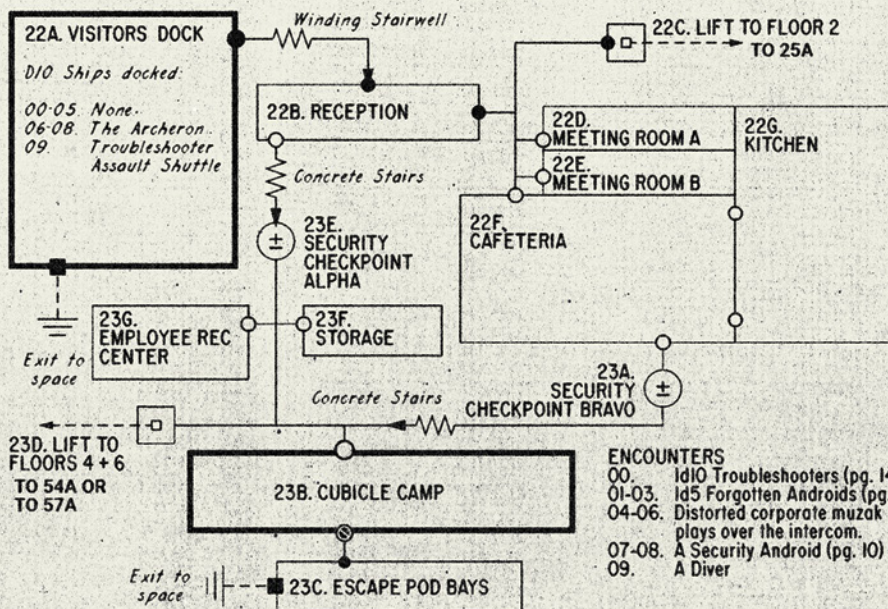 22A. VISITORS DOCK
DIO Ships docked:
00-05. None.
06-08. The Archeron
09. Troubleshooter
Assault Shuttle
Winding Stairwell
22B. RECEPTION
22C. LIFT TO FLOOR 2
TO 25A
22D.
MEETING ROOM A
22E.
MEETING ROOM B
22G.
KITCHEN
22F.
CAFETERIA
Concrete Stairs
±
23E.
SECURITY
CHECKPOINT
ALPHA
23G.
EMPLOYEE REC
CENTER
23F.
STORAGE
Exit to
space
23A.
SECURITY
CHECKPOINT BRAVO
±
Concrete Stairs
23D. LIFT TO
FLOORS 4 + 6
TO 54A OR
TO 57A
23B. CUBICLE CAMP
Exit to
space
23C. ESCAPE POD BAYS
ENCOUNTERS
00. 1d10 Troubleshooters (pg. 14
01-03. 1d5 Forgotten Androids (pg
04-06. Distorted corporate muzak
plays over the intercom.
07-08. A Security Android (pg. 10)
09. A Diver